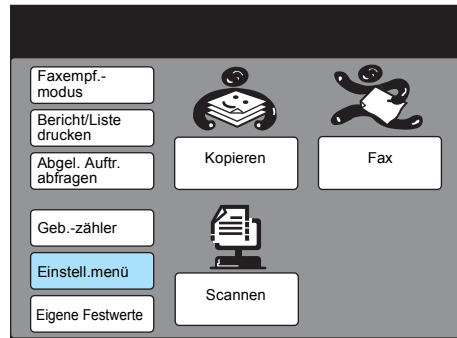 Faxempf.-
modus
Bericht/Liste
drucken
Abgel. Auftr.
abfragen
Geb.-zähler
Einstell.menü
Eigene Festwerte
Kopieren
Fax
Scannen